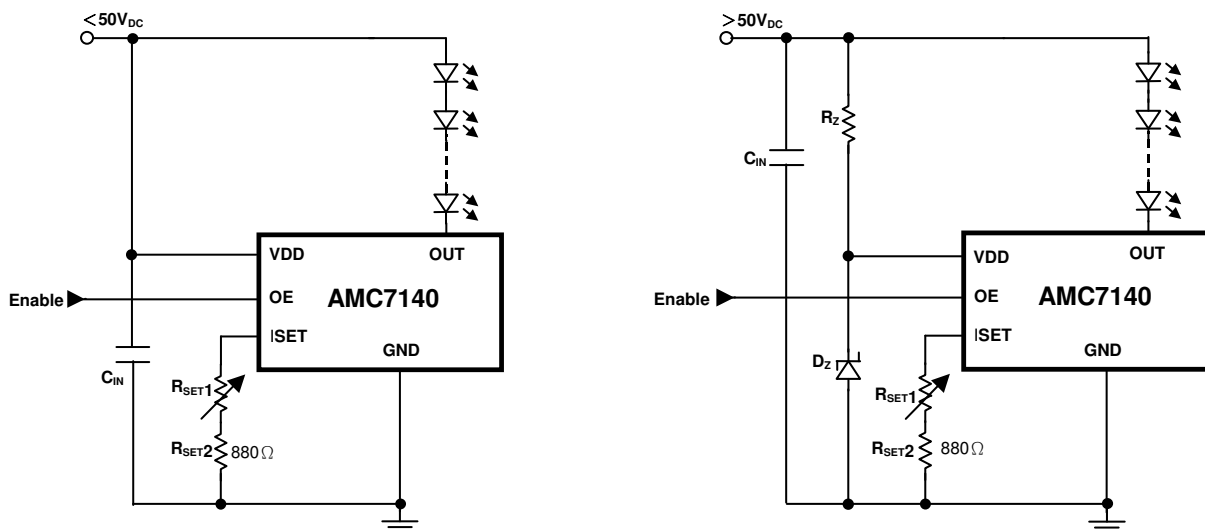 <50VDC
VDD
OUT
Enable
OE
AMC7140
ISET
GND
CIN
RSET1
RSET2
880Ω
>50VDC
RZ
CIN
VDD
OUT
Enable
OE
AMC7140
ISET
GND
DZ
RSET1
RSET2
880Ω